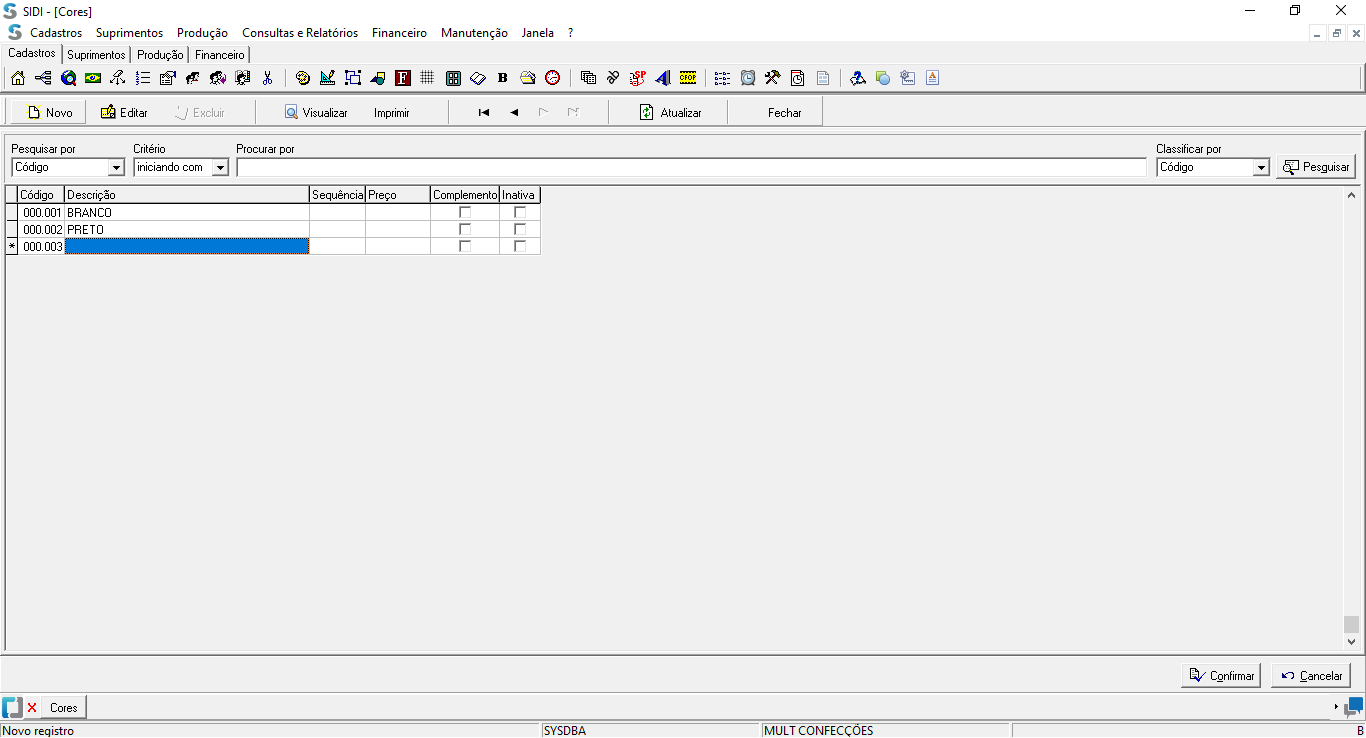 SIDI - [Cores]
Cadastros Suprimentos Produção Consultas e Relatórios Financeiro Manutenção Janela ?
Cadastros Suprimentos Produção Financeiro
F B SP CFOP A
Novo Editar Excluir Visualizar Imprimir Atualizar Fechar
Pesquisar por Critério Procurar por Classificar por
Código iniciando com Código Pesquisar
Código Descrição Sequência Preço Complemento Inativa
000.001 BRANCO
000.002 PRETO
* 000.003
Confirmar Cancelar
Cores
Novo registro SYSDBA MULT CONFECÇÕES B